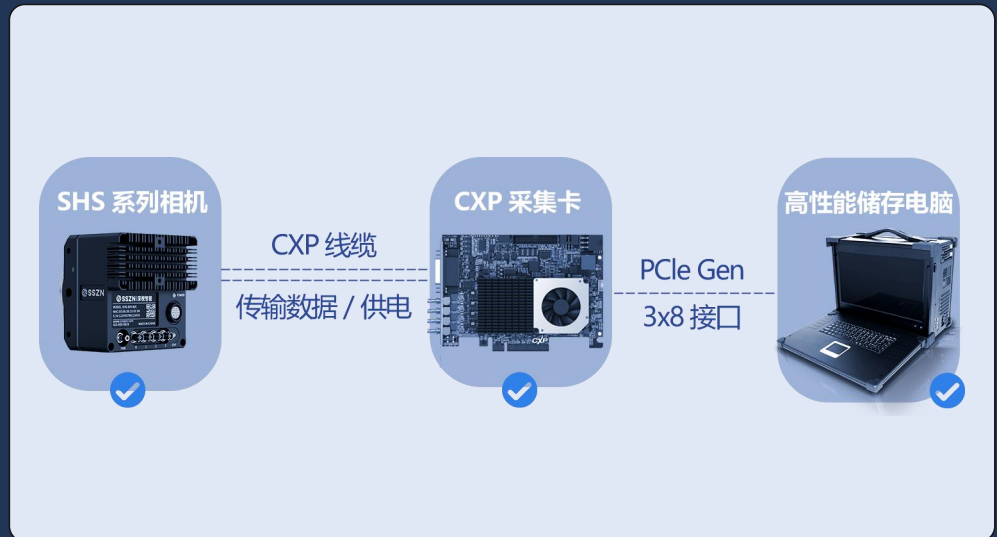 SHS 系列相机
CXP 线缆
传输数据 / 供电
CXP 采集卡
PCle Gen
3x8 接口
高性能储存电脑
SSZN
SSZN
CXP